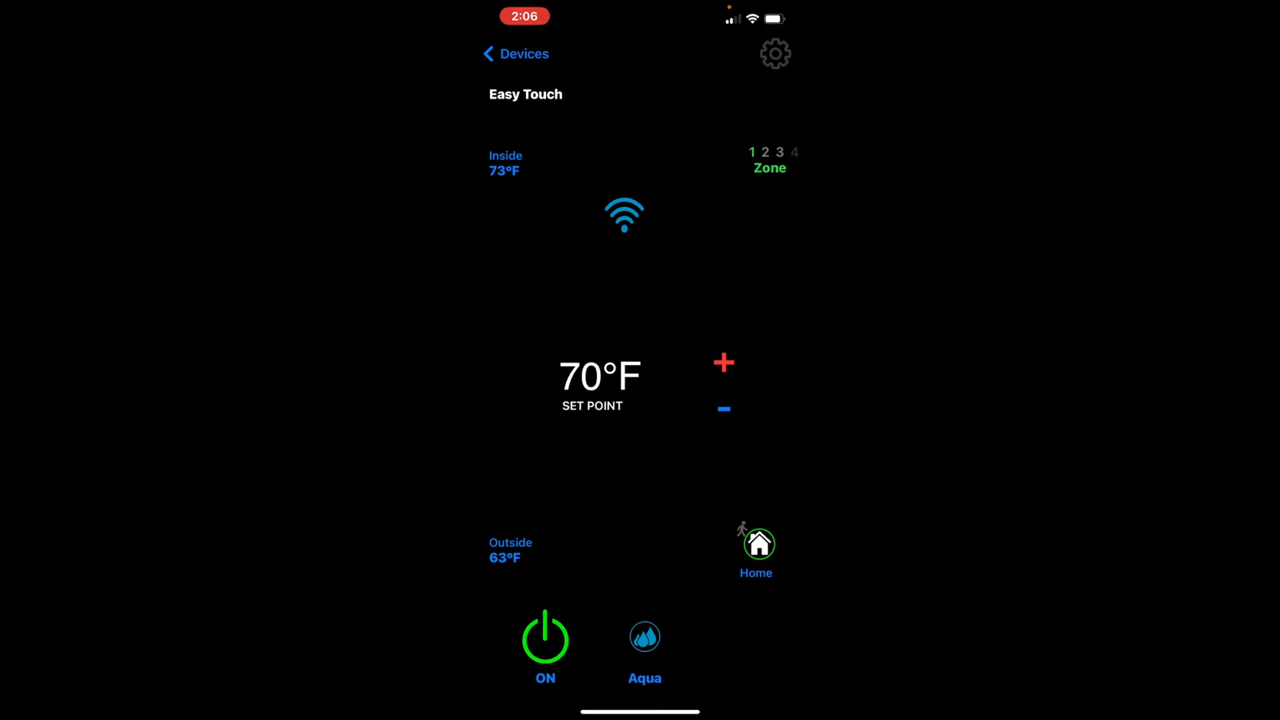 2:06
Devices
Easy Touch
Inside
73°F
1 2 3 4
Zone
70°F
SET POINT
+
-
Outside
63°F
Home
ON
Aqua